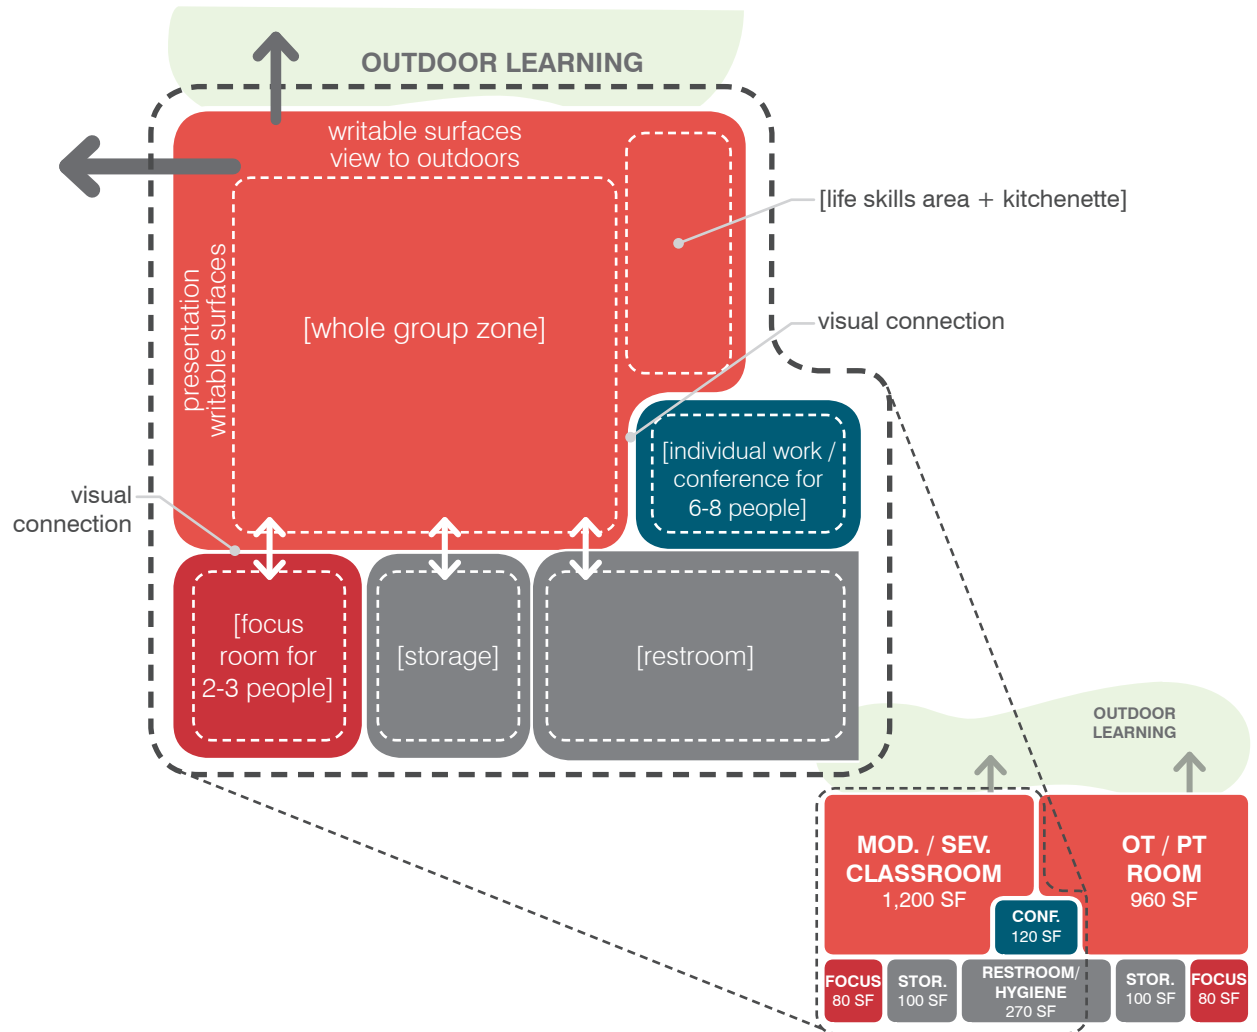 OUTDOOR LEARNING
writable surfaces
view to outdoors
[life skills area + kitchenette]
presentation
writable surfaces
[whole group zone]
visual connection
[individual work /
conference for
6-8 people]
visual
connection
[focus
room for
2-3 people]
[storage]
[restroom]
OUTDOOR
LEARNING
MOD. / SEV.
CLASSROOM
1,200 SF
OT / PT
ROOM
960 SF
CONF.
120 SF
FOCUS
80 SF
STOR.
100 SF
RESTROOM/
HYGIENE
270 SF
STOR.
100 SF
FOCUS
80 SF